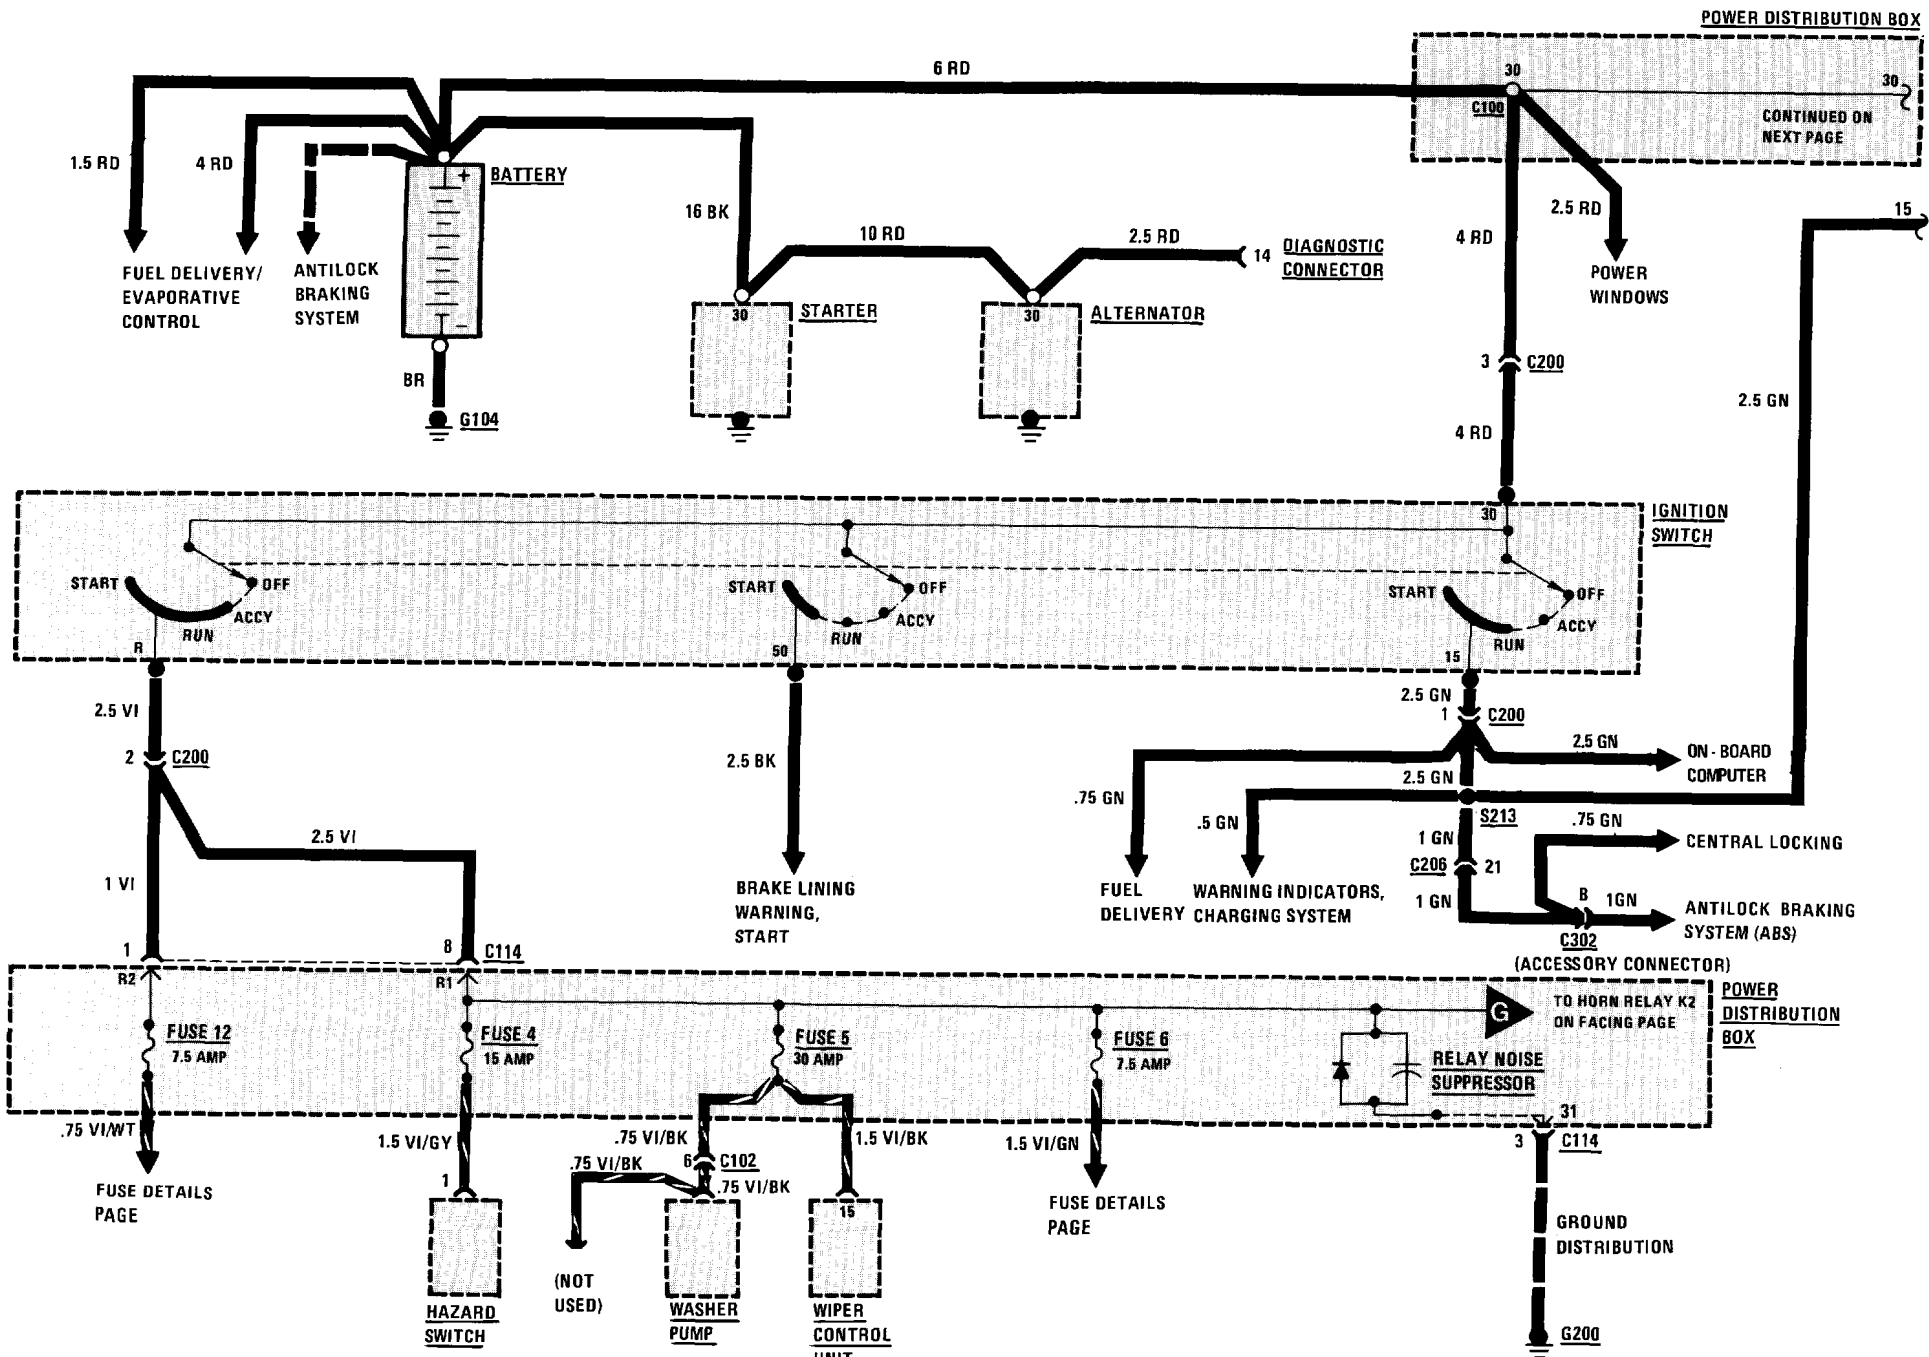 POWER DISTRIBUTION BOX
6 RD
30
30
C100
CONTINUED ON
NEXT PAGE
1.5 RD
4 RD
+
BATTERY
16 BK
10 RD
2.5 RD
14
DIAGNOSTIC
CONNECTOR
4 RD
2.5 RD
15
FUEL DELIVERY/
EVAPORATIVE
CONTROL
ANTILOCK
BRAKING
SYSTEM
POWER
WINDOWS
30
STARTER
30
ALTERNATOR
–
BR
G104
3
C200
2.5 GN
4 RD
30
IGNITION
SWITCH
START
OFF
ACCY
RUN
R
START
OFF
ACCY
RUN
50
START
OFF
ACCY
RUN
15
2.5 VI
2.5 GN
1
C200
2
C200
2.5 BK
2.5 GN
ON-BOARD
COMPUTER
2.5 GN
.75 GN
.5 GN
S213
.75 GN
2.5 VI
1 GN
CENTRAL LOCKING
C206
21
1 VI
BRAKE LINING
WARNING,
START
FUEL
DELIVERY
WARNING INDICATORS,
CHARGING SYSTEM
1 GN
B
1GN
ANTILOCK BRAKING
SYSTEM (ABS)
C302
(ACCESSORY CONNECTOR)
1
8
C114
R2
R1
POWER
DISTRIBUTION
BOX
G
TO HORN RELAY K2
ON FACING PAGE
FUSE 12
7.5 AMP
FUSE 4
15 AMP
FUSE 5
30 AMP
FUSE 6
7.5 AMP
RELAY NOISE
SUPPRESSOR
31
.75 VI/WT
1.5 VI/GY
.75 VI/BK
1.5 VI/BK
1.5 VI/GN
3
C114
6
C102
.75 VI/BK
.75 VI/BK
1
15
FUSE DETAILS
PAGE
FUSE DETAILS
PAGE
GROUND
DISTRIBUTION
(NOT
USED)
HAZARD
SWITCH
WASHER
PUMP
WIPER
CONTROL
UNIT
G200